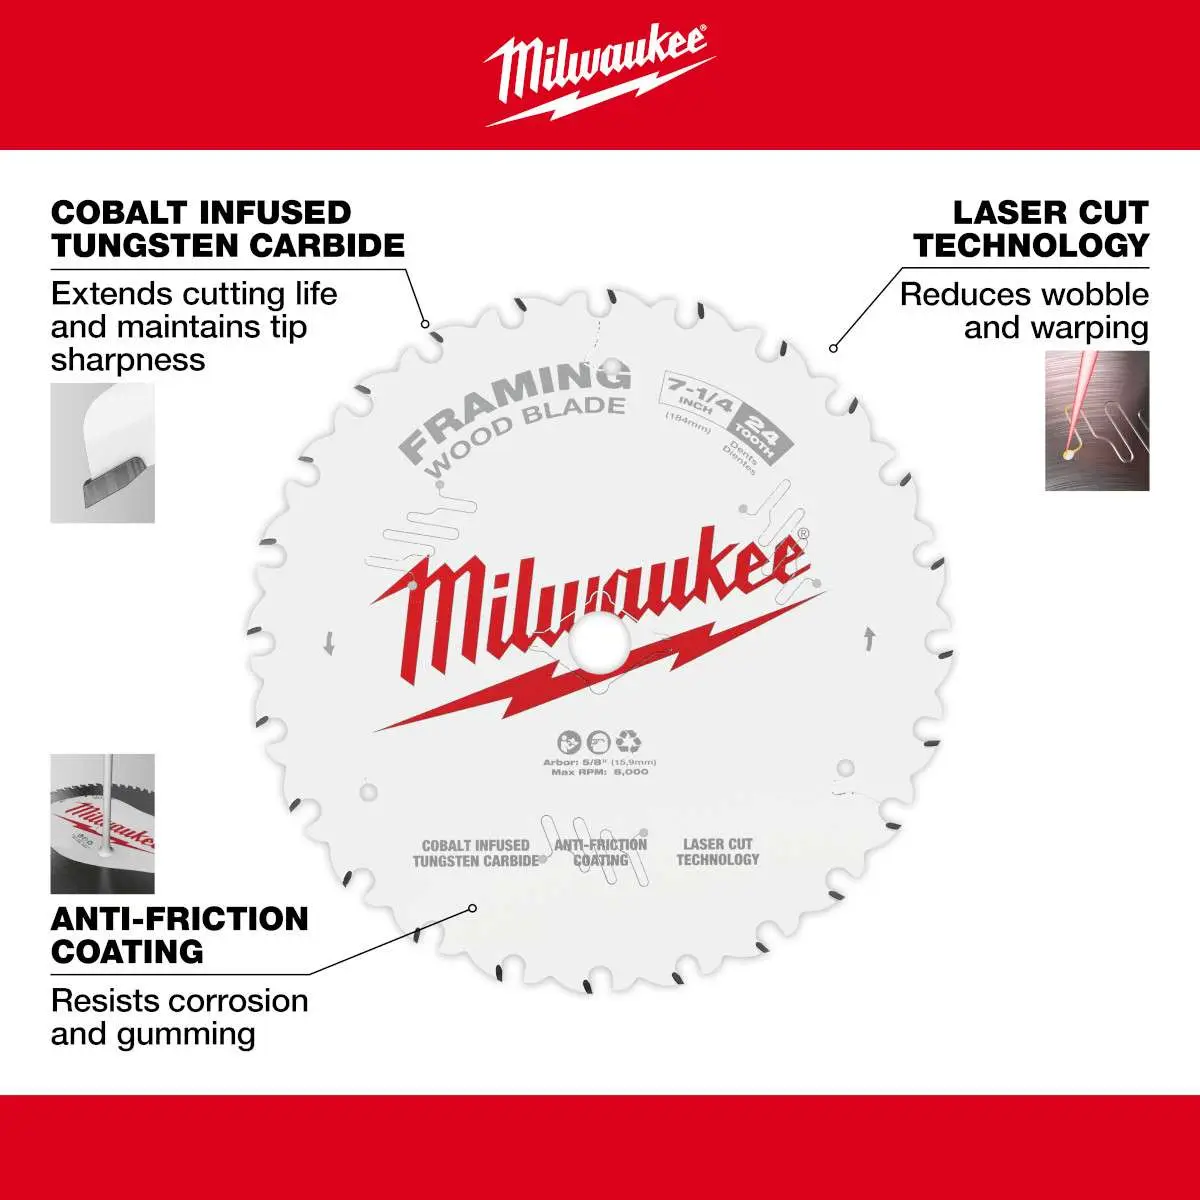 Milwaukee®
COBALT INFUSED
TUNGSTEN CARBIDE
Extends cutting life
and maintains tip
sharpness
LASER CUT
TECHNOLOGY
Reduces wobble
and warping
FRAMING
WOOD BLADE
7-1/4
INCH
(184mm)
24
TOOTH
Dents
Dientes
Milwaukee®
Arbor: 5/8" (15,9mm)
Max RPM: 8,000
COBALT INFUSED
TUNGSTEN CARBIDE
ANTI-FRICTION
COATING
LASER CUT
TECHNOLOGY
Milwaukee
ANTI-FRICTION
COATING
Resists corrosion
and gumming